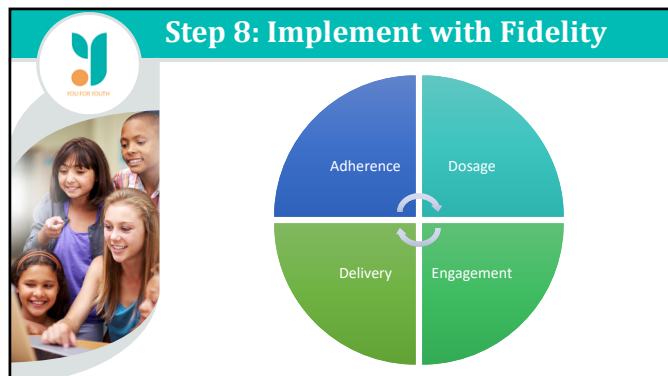 Step 8: Implement with Fidelity
YOU FOR YOUTH
Adherence
Dosage
Delivery
Engagement